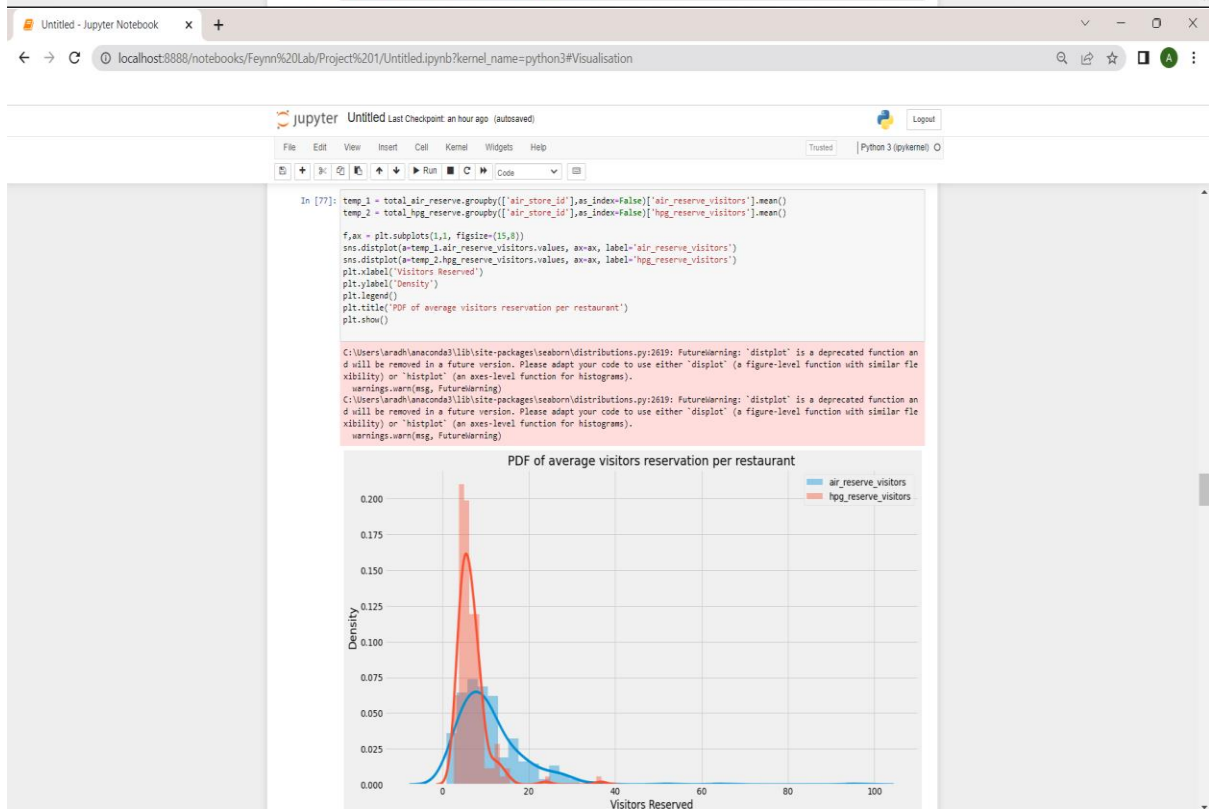 Untitled - Jupyter Notebook
localhost:8888/notebooks/Feynn%20Lab/Project%201/Untitled.ipynb?kernel_name=python3#Visualisation
A
jupyter Untitled Last Checkpoint: an hour ago (autosaved)
Logout
File Edit View Insert Cell Kernel Widgets Help
Trusted
Python 3 (ipykernel)
Run
Code
In [77]: temp_1 = total_air_reserve.groupby(['air_store_id'],as_index=False)['air_reserve_visitors'].mean()
temp_2 = total_hpg_reserve.groupby(['air_store_id'],as_index=False)['hpg_reserve_visitors'].mean()
f,ax = plt.subplots(1,1, figsize=(15,8))
sns.distplot(a=temp_1.air_reserve_visitors.values, ax=ax, label='air_reserve_visitors')
sns.distplot(a=temp_2.hpg_reserve_visitors.values, ax=ax, label='hpg_reserve_visitors')
plt.xlabel('Visitors Reserved')
plt.ylabel('Density')
plt.legend()
plt.title('PDF of average visitors reservation per restaurant')
plt.show()
C:\Users\aradh\anaconda3\lib\site-packages\seaborn\distributions.py:2619: FutureWarning: `distplot` is a deprecated function an
d will be removed in a future version. Please adapt your code to use either `displot` (a figure-level function with similar fle
xibility) or `histplot` (an axes-level function for histograms).
warnings.warn(msg, FutureWarning)
C:\Users\aradh\anaconda3\lib\site-packages\seaborn\distributions.py:2619: FutureWarning: `distplot` is a deprecated function an
d will be removed in a future version. Please adapt your code to use either `displot` (a figure-level function with similar fle
xibility) or `histplot` (an axes-level function for histograms).
warnings.warn(msg, FutureWarning)
PDF of average visitors reservation per restaurant
air_reserve_visitors
hpg_reserve_visitors
0.200
0.175
0.150
0.125
0.100
0.075
0.050
0.025
0.000
Density
0 20 40 60 80 100
Visitors Reserved